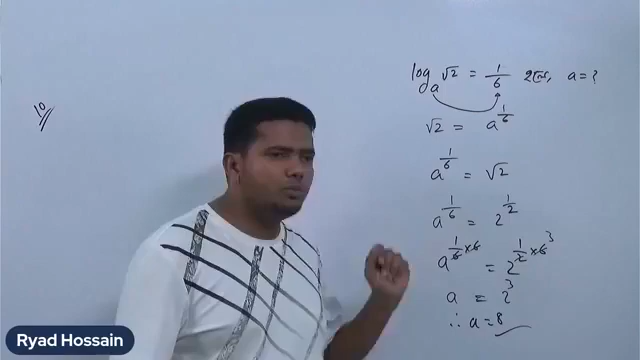 10
log_a √2 = 1/6 হলে, a = ?
√2 = a^(1/6)
a^(1/6) = √2
a^(1/6) = 2^(1/2)
a^(1/6 × 6) = 2^(1/2 × 6) 3
a = 2^3
∴ a = 8
Ryad Hossain